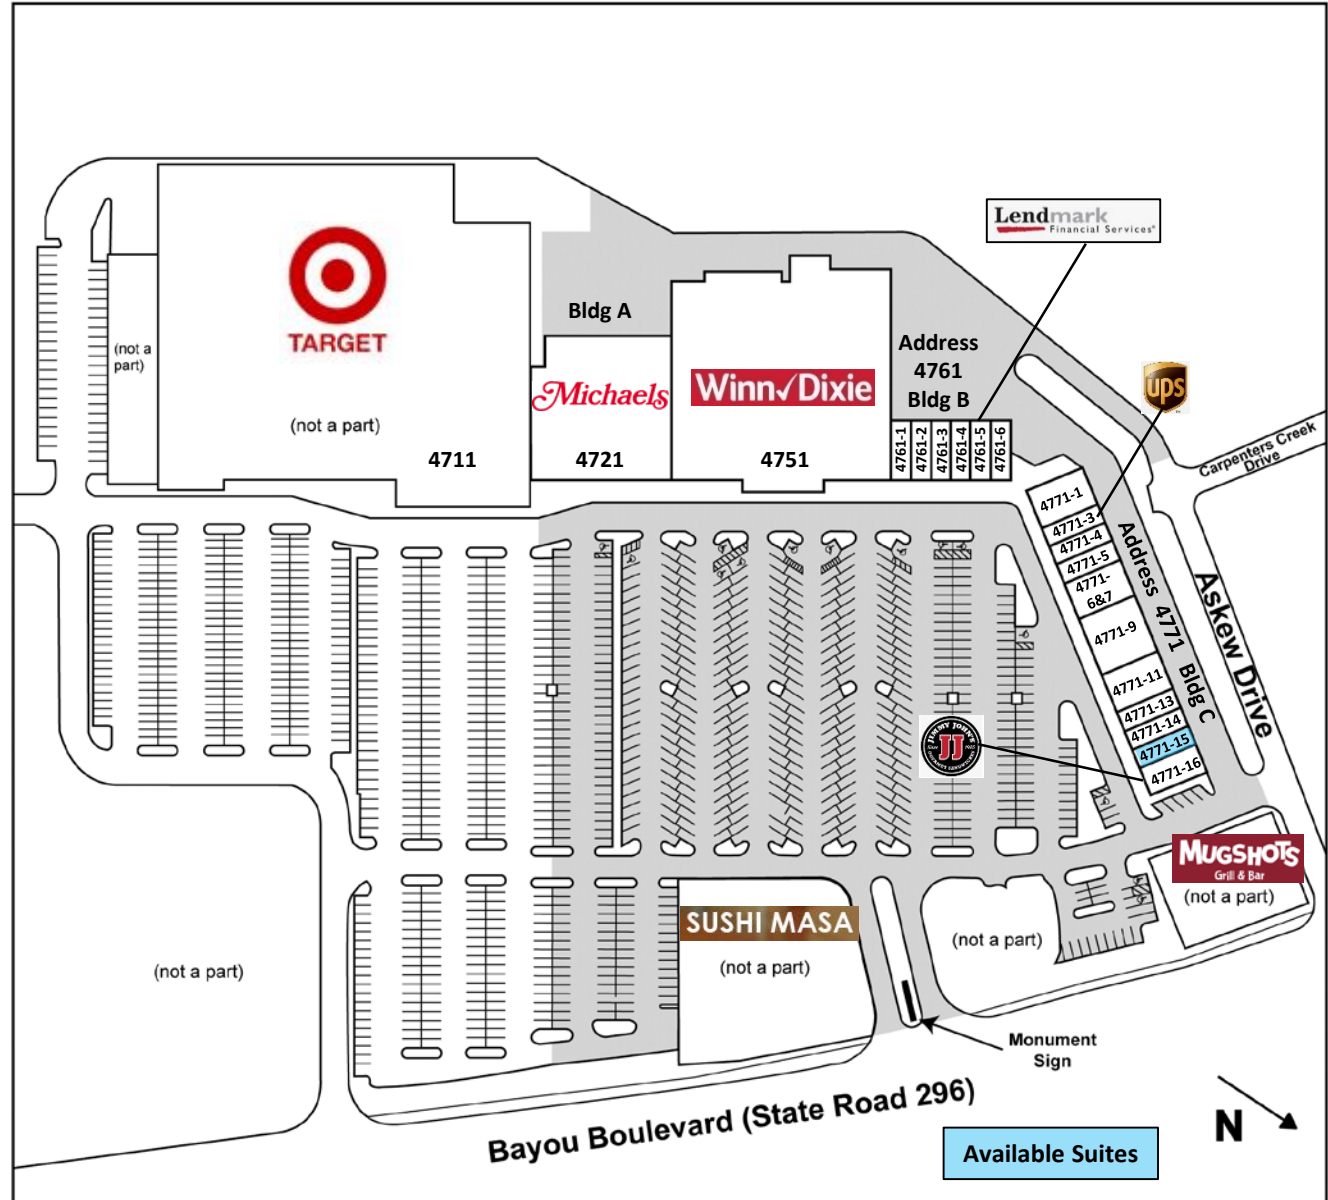 Lendmark
Financial Services
TARGET
(not a
part)
(not a part)
4711
Bldg A
Michaels
4721
Winn✓Dixie
4751
Address
4761
Bldg B
4761-1
4761-2
4761-3
4761-4
4761-5
4761-6
ups
Carpenters Creek
Drive
4771-1
4771-3
4771-4
4771-5
4771-
6&7
4771-9
4771-11
4771-13
4771-14
4771-15
4771-16
Address 4771 Bldg C
Askew Drive
JIMMY JOHN'S
JJ
MUGSHOTS
Grill & Bar
(not a part)
SUSHI MASA
(not a part)
(not a part)
(not a part)
Monument
Sign
Bayou Boulevard (State Road 296)
N
Available Suites